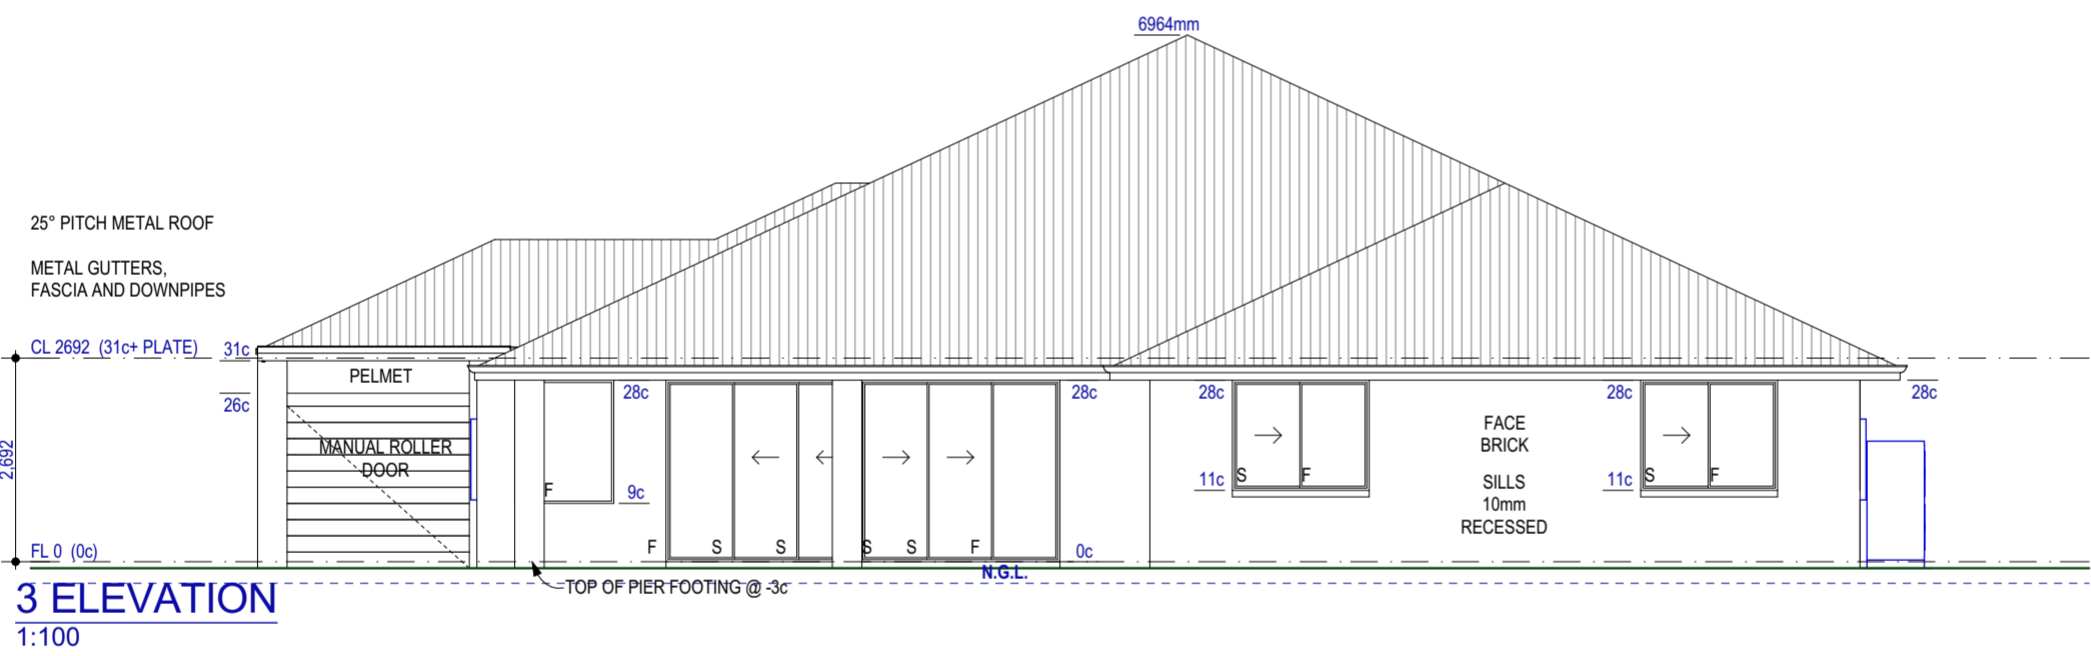 6964mm
25° PITCH METAL ROOF
METAL GUTTERS,
FASCIA AND DOWNPIPES
CL 2692 (31c+ PLATE)
31c
PELMET
26c
28c
28c
28c
28c
28c
FACE
BRICK
MANUAL ROLLER
DOOR
2,692
F
9c
11c
S
F
11c
S
F
SILLS
10mm
RECESSED
FL 0 (0c)
F
S
S
S
S
F
0c
N.G.L.
TOP OF PIER FOOTING @ -3c
3 ELEVATION
1:100